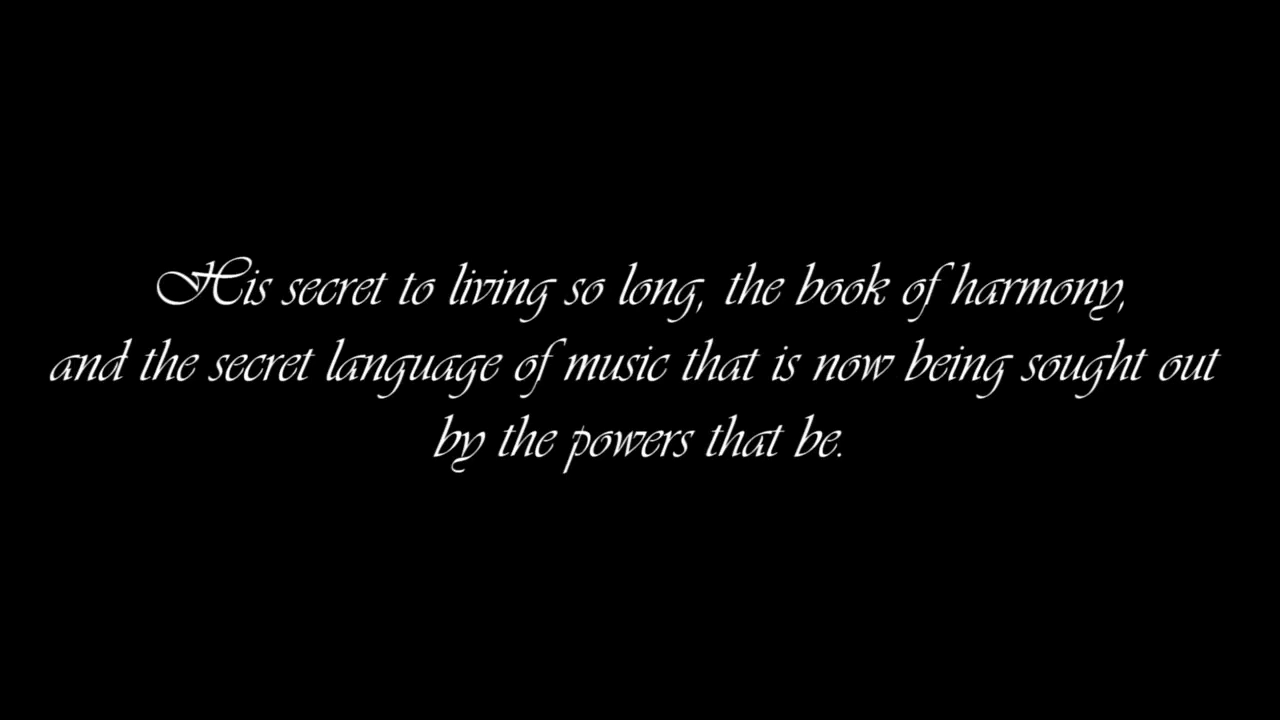 His secret to living so long, the book of harmony,
and the secret language of music that is now being sought out
by the powers that be.